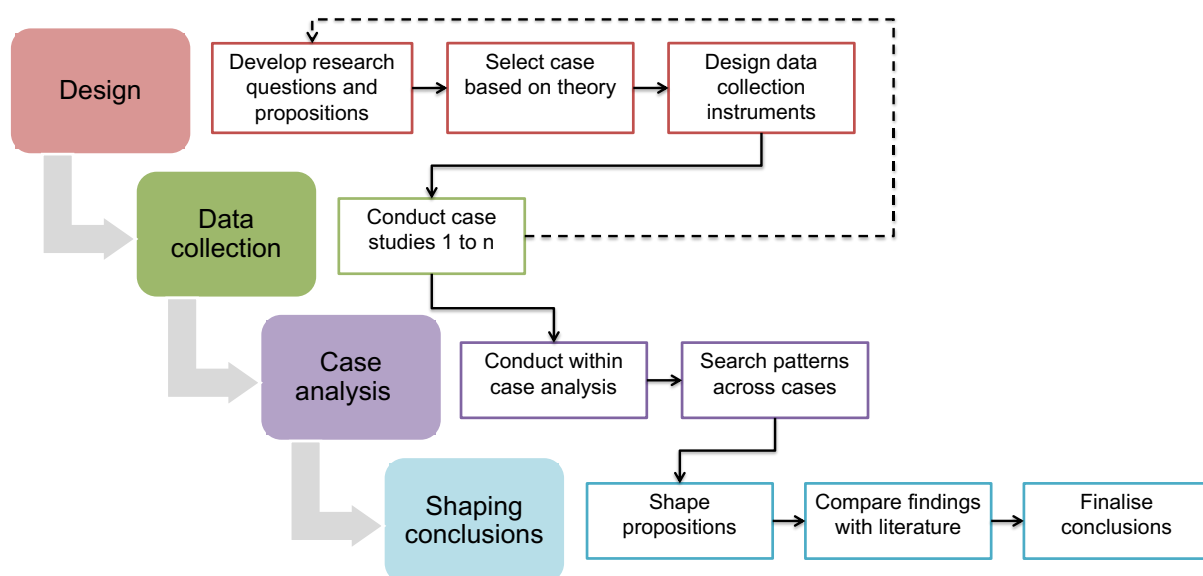 Design
Develop research
questions and
propositions
Select case
based on theory
Design data
collection
instruments
Data
collection
Conduct case
studies 1 to n
Case
analysis
Conduct within
case analysis
Search patterns
across cases
Shaping
conclusions
Shape
propositions
Compare findings
with literature
Finalise
conclusions